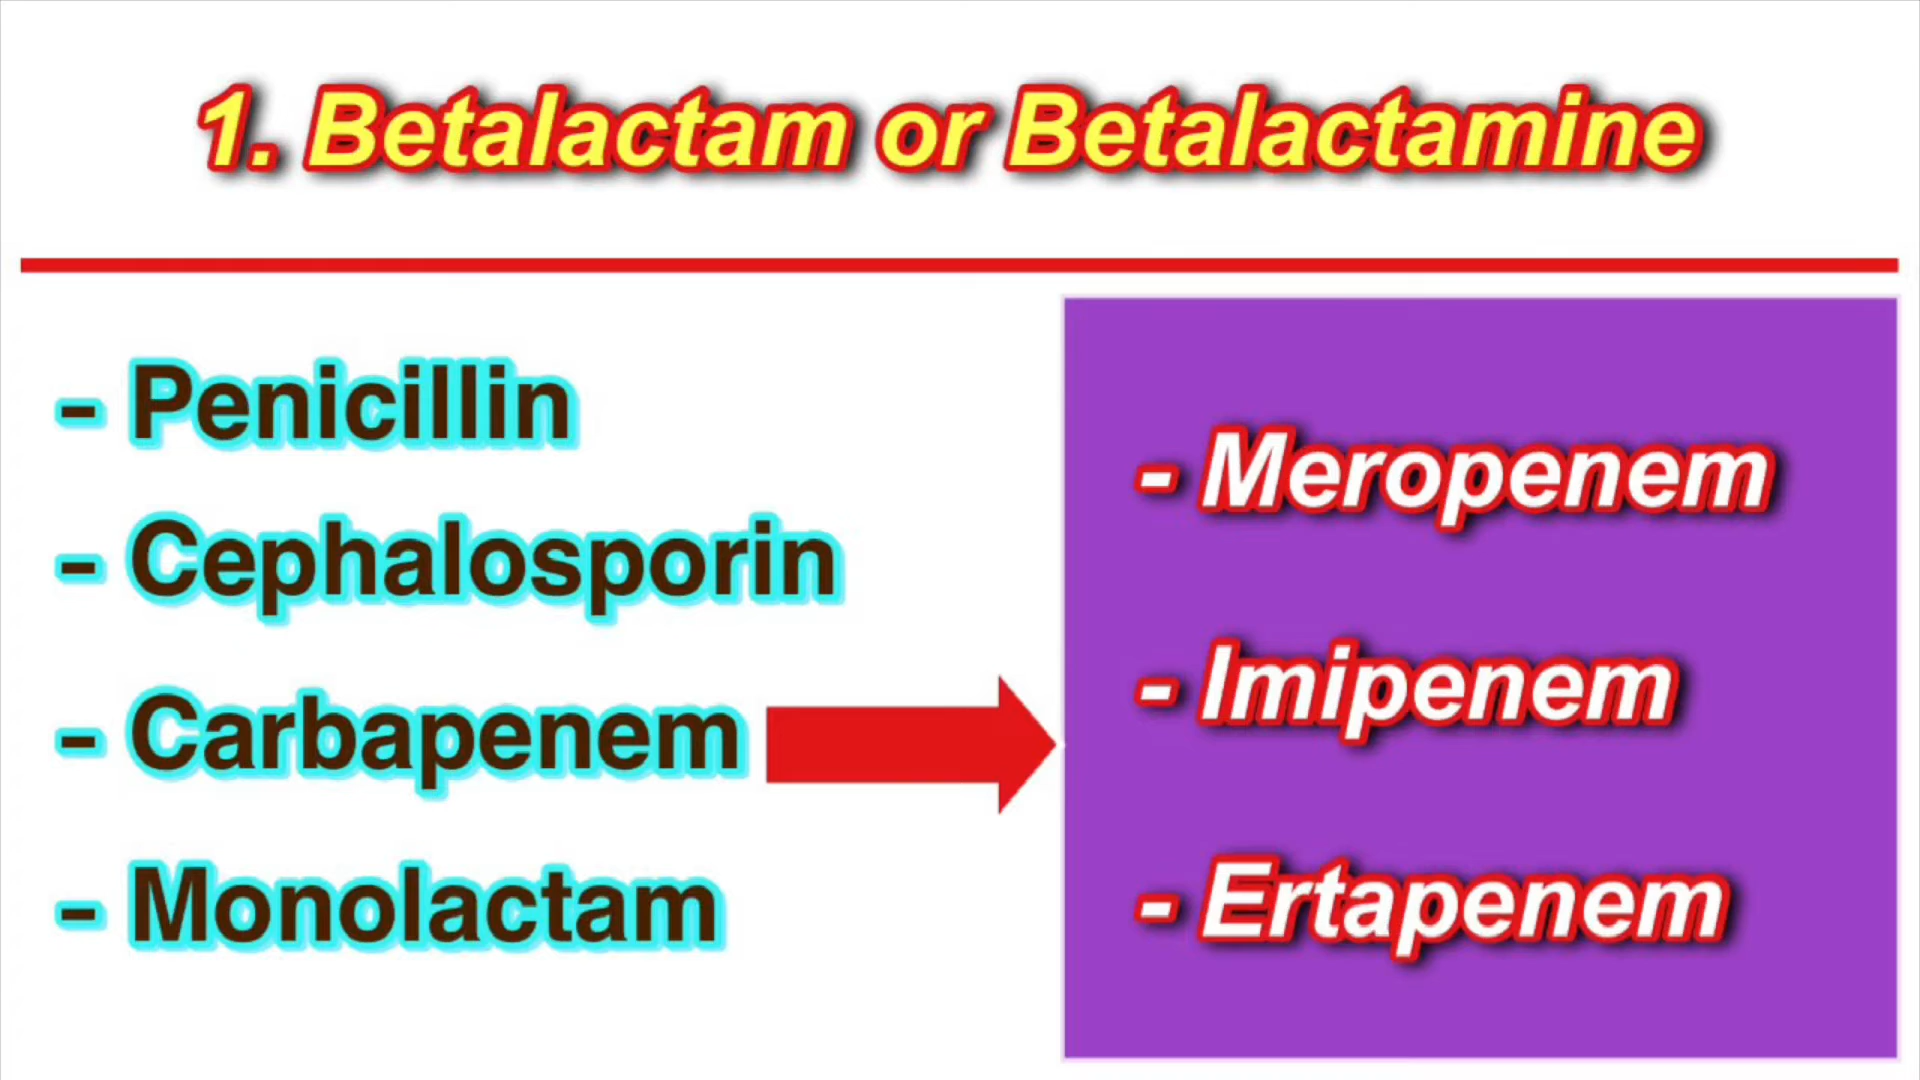 1. Betalactam or Betalactamine
- Penicillin
- Cephalosporin
- Carbapenem
- Monolactam
- Meropenem
- Imipenem
- Ertapenem